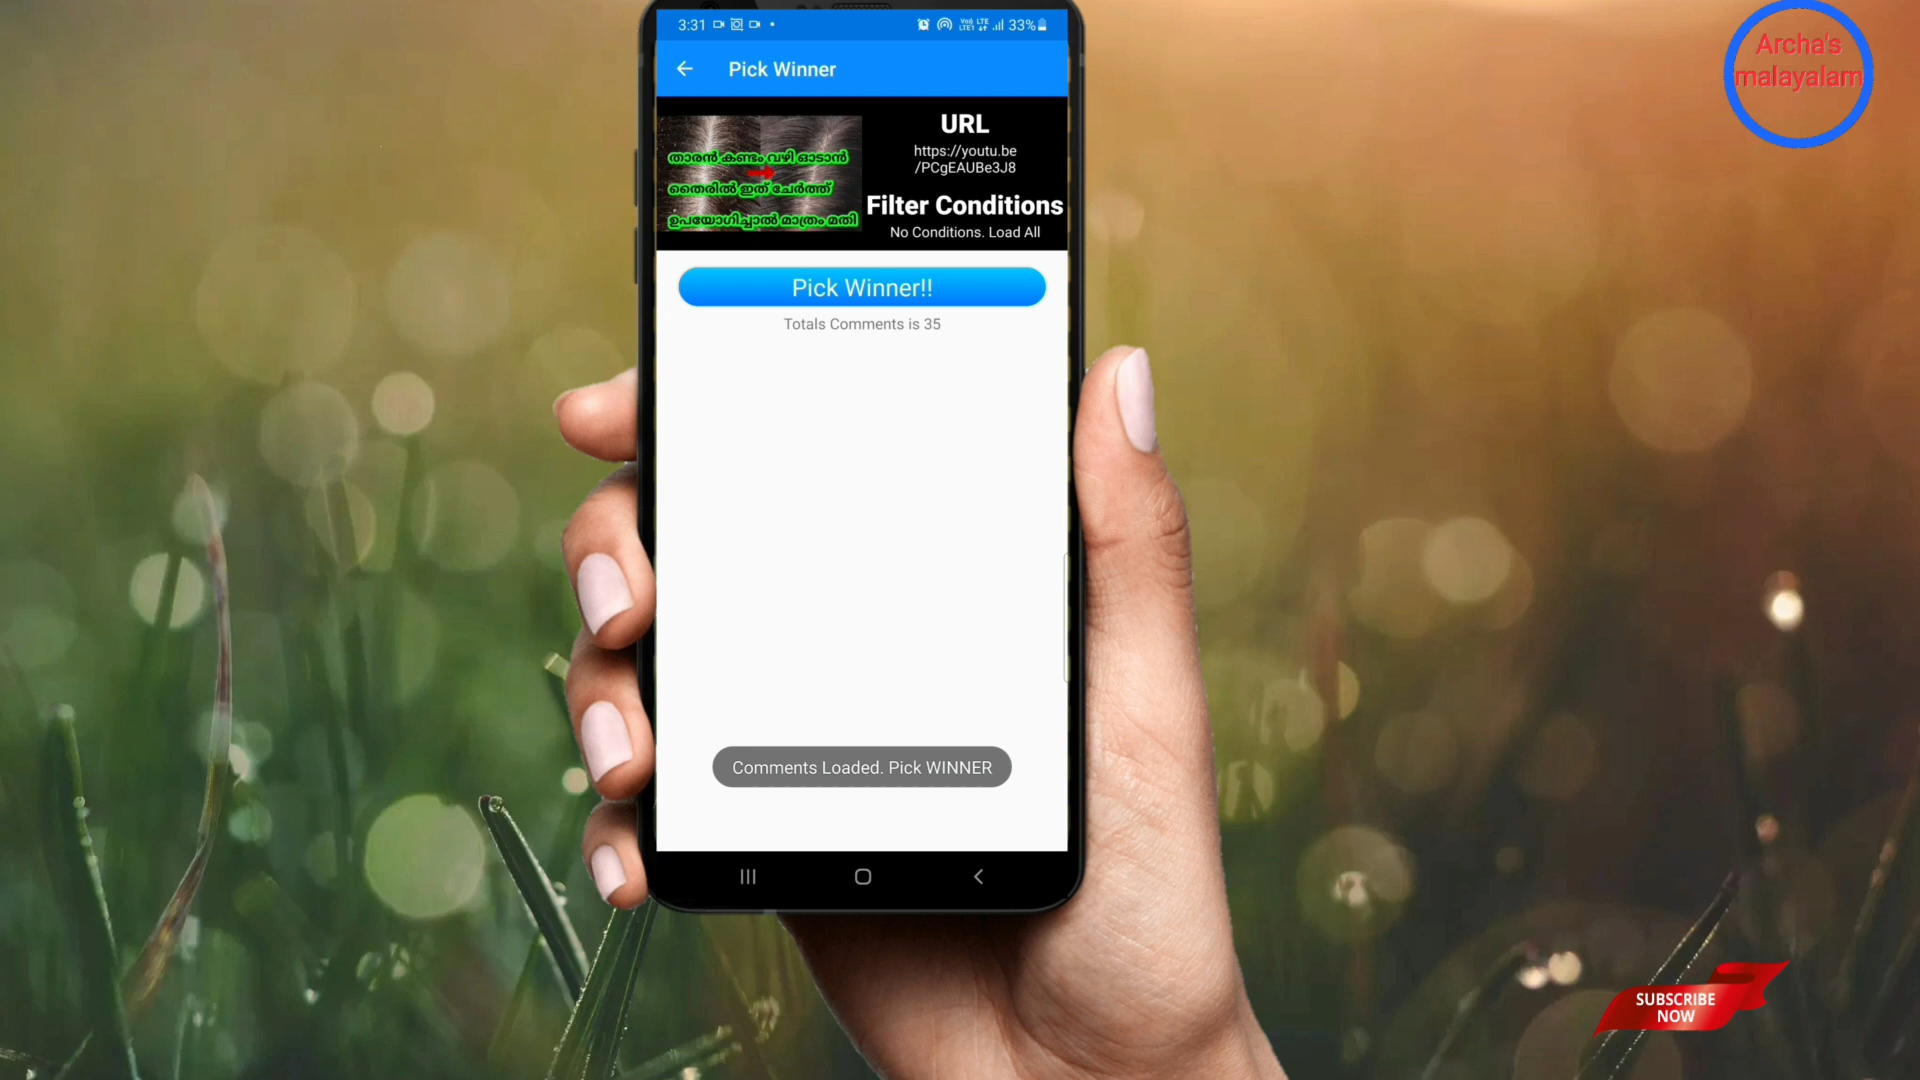 3:31
33%
Pick Winner
താരൻ കണ്ടം വഴി ഓടാൻ
തൈരിൽ ഇത് ചേർത്ത്
ഉപയോഗിച്ചാൽ മാത്രം മതി
URL
https://youtu.be
/PCgEAUBe3J8
Filter Conditions
No Conditions. Load All
Pick Winner!!
Totals Comments is 35
Comments Loaded. Pick WINNER
Archa's
malayalam
SUBSCRIBE
NOW